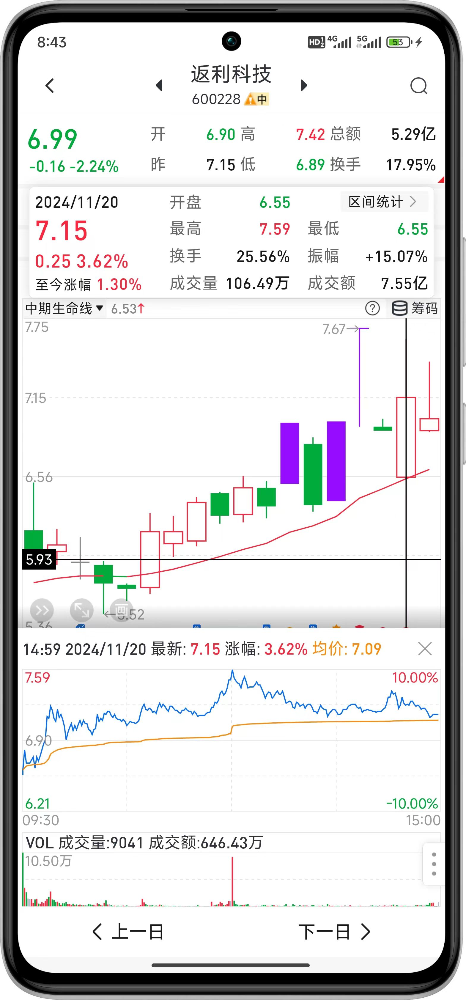 8:43
HD 1 2 4G 5G 53
返利科技
600228 中
6.99 开 6.90 高 7.42 总额 5.29亿
-0.16 -2.24% 昨 7.15 低 6.89 换手 17.95%
2024/11/20 开盘 6.55 区间统计
7.15 最高 7.59 最低 6.55
0.25 3.62% 换手 25.56% 振幅 +15.07%
至今涨幅 1.30% 成交量 106.49万 成交额 7.55亿
中期生命线 6.53↑ ? 筹码
7.75
7.67→
7.15
6.56
5.93
画
←5.52
5.36
14:59 2024/11/20 最新: 7.15 涨幅: 3.62% 均价: 7.09
7.59 10.00%
6.90
6.21 -10.00%
09:30 15:00
VOL 成交量:9041 成交额:646.43万
10.50万
上一日 下一日